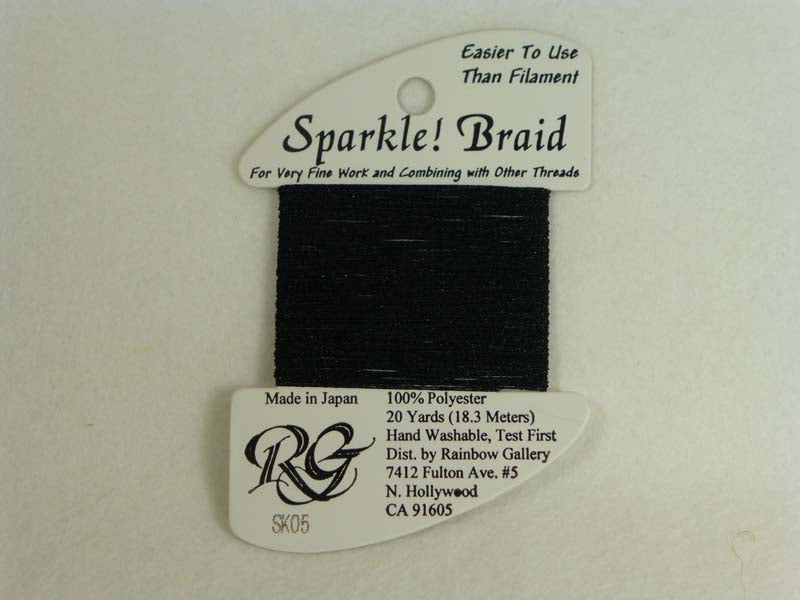 Easier To Use
Than Filament
Sparkle! Braid
For Very Fine Work and Combining with Other Threads
Made in Japan
RG
SK05
100% Polyester
20 Yards (18.3 Meters)
Hand Washable, Test First
Dist. by Rainbow Gallery
7412 Fulton Ave. #5
N. Hollywood
CA 91605